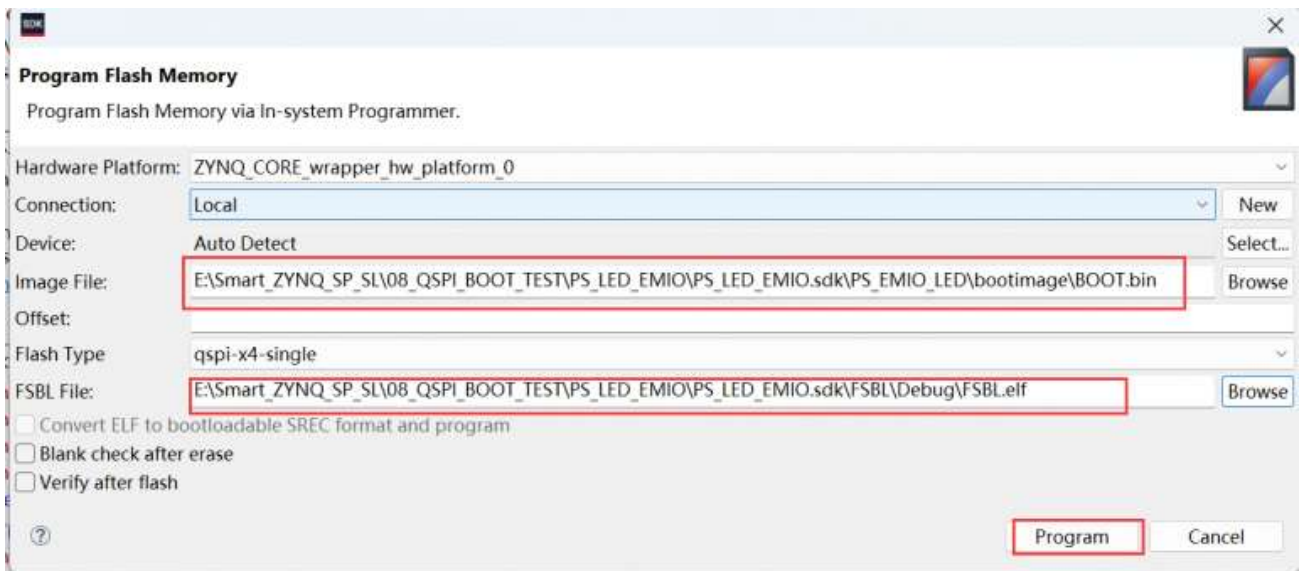 SDK
Program Flash Memory
Program Flash Memory via In-system Programmer.
Hardware Platform: ZYNQ_CORE_wrapper_hw_platform_0
Connection: Local New
Device: Auto Detect Select...
Image File: E:\Smart_ZYNQ_SP_SL\08_QSPI_BOOT_TEST\PS_LED_EMIO\PS_LED_EMIO.sdk\PS_EMIO_LED\bootimage\BOOT.bin Browse
Offset:
Flash Type qspi-x4-single
FSBL File: E:\Smart_ZYNQ_SP_SL\08_QSPI_BOOT_TEST\PS_LED_EMIO\PS_LED_EMIO.sdk\FSBL\Debug\FSBL.elf Browse
Convert ELF to bootloadable SREC format and program
Blank check after erase
Verify after flash
? Program Cancel